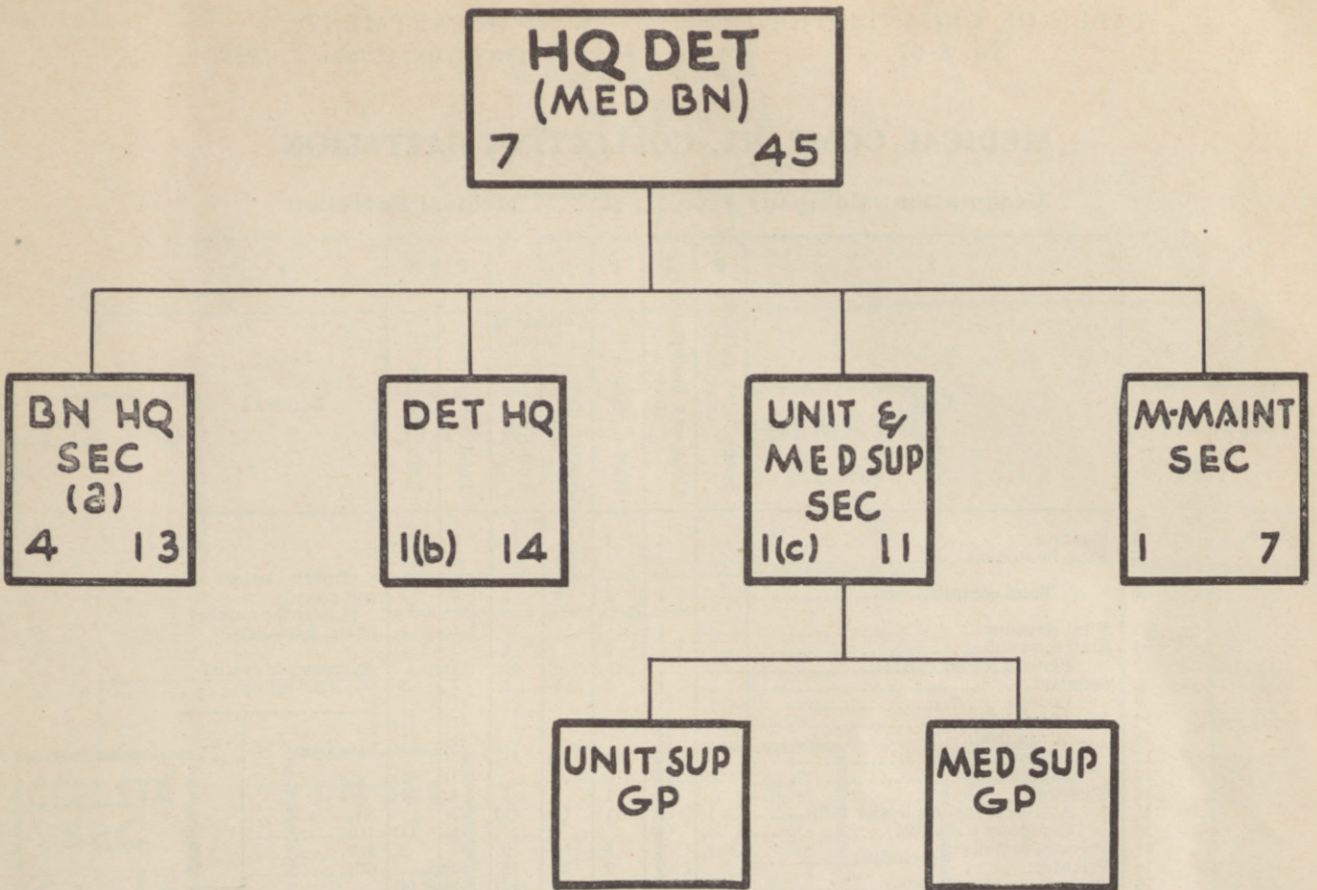 HQ DET
(MED BN)
7 45
BN HQ
SEC
(a)
4 13
DET HQ
1(b) 14
UNIT &
MED SUP
SEC
1(c) 11
M-MAINT
SEC
1 7
UNIT SUP
GP
MED SUP
GP